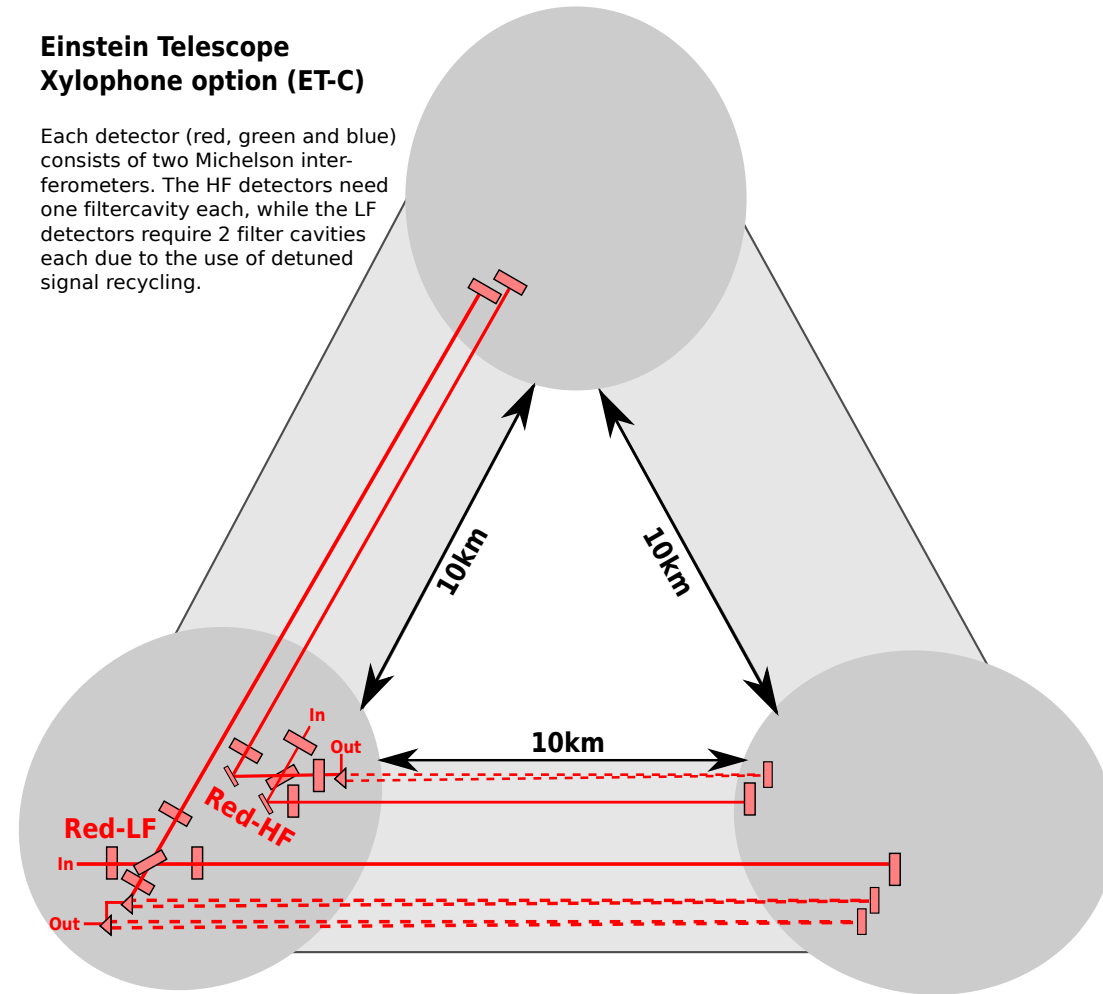 Einstein Telescope
Xylophone option (ET-C)
Each detector (red, green and blue)
consists of two Michelson inter-
ferometers. The HF detectors need
one filtercavity each, while the LF
detectors require 2 filter cavities
each due to the use of detuned
signal recycling.
10km
10km
In
Out
10km
Red-HF
Red-LF
In
Out